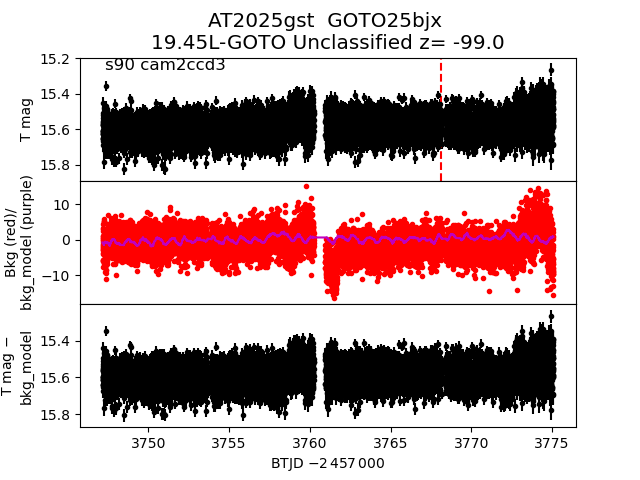 AT2025gst  GOTO25bjx
19.45L-GOTO Unclassified z= -99.0
s90 cam2ccd3
15.2
15.4
15.6
15.8
T mag
10
0
−10
Bkg (red)/
bkg_model (purple)
15.4
15.6
15.8
T mag −
bkg_model
3750
3755
3760
3765
3770
3775
BTJD −2 457 000